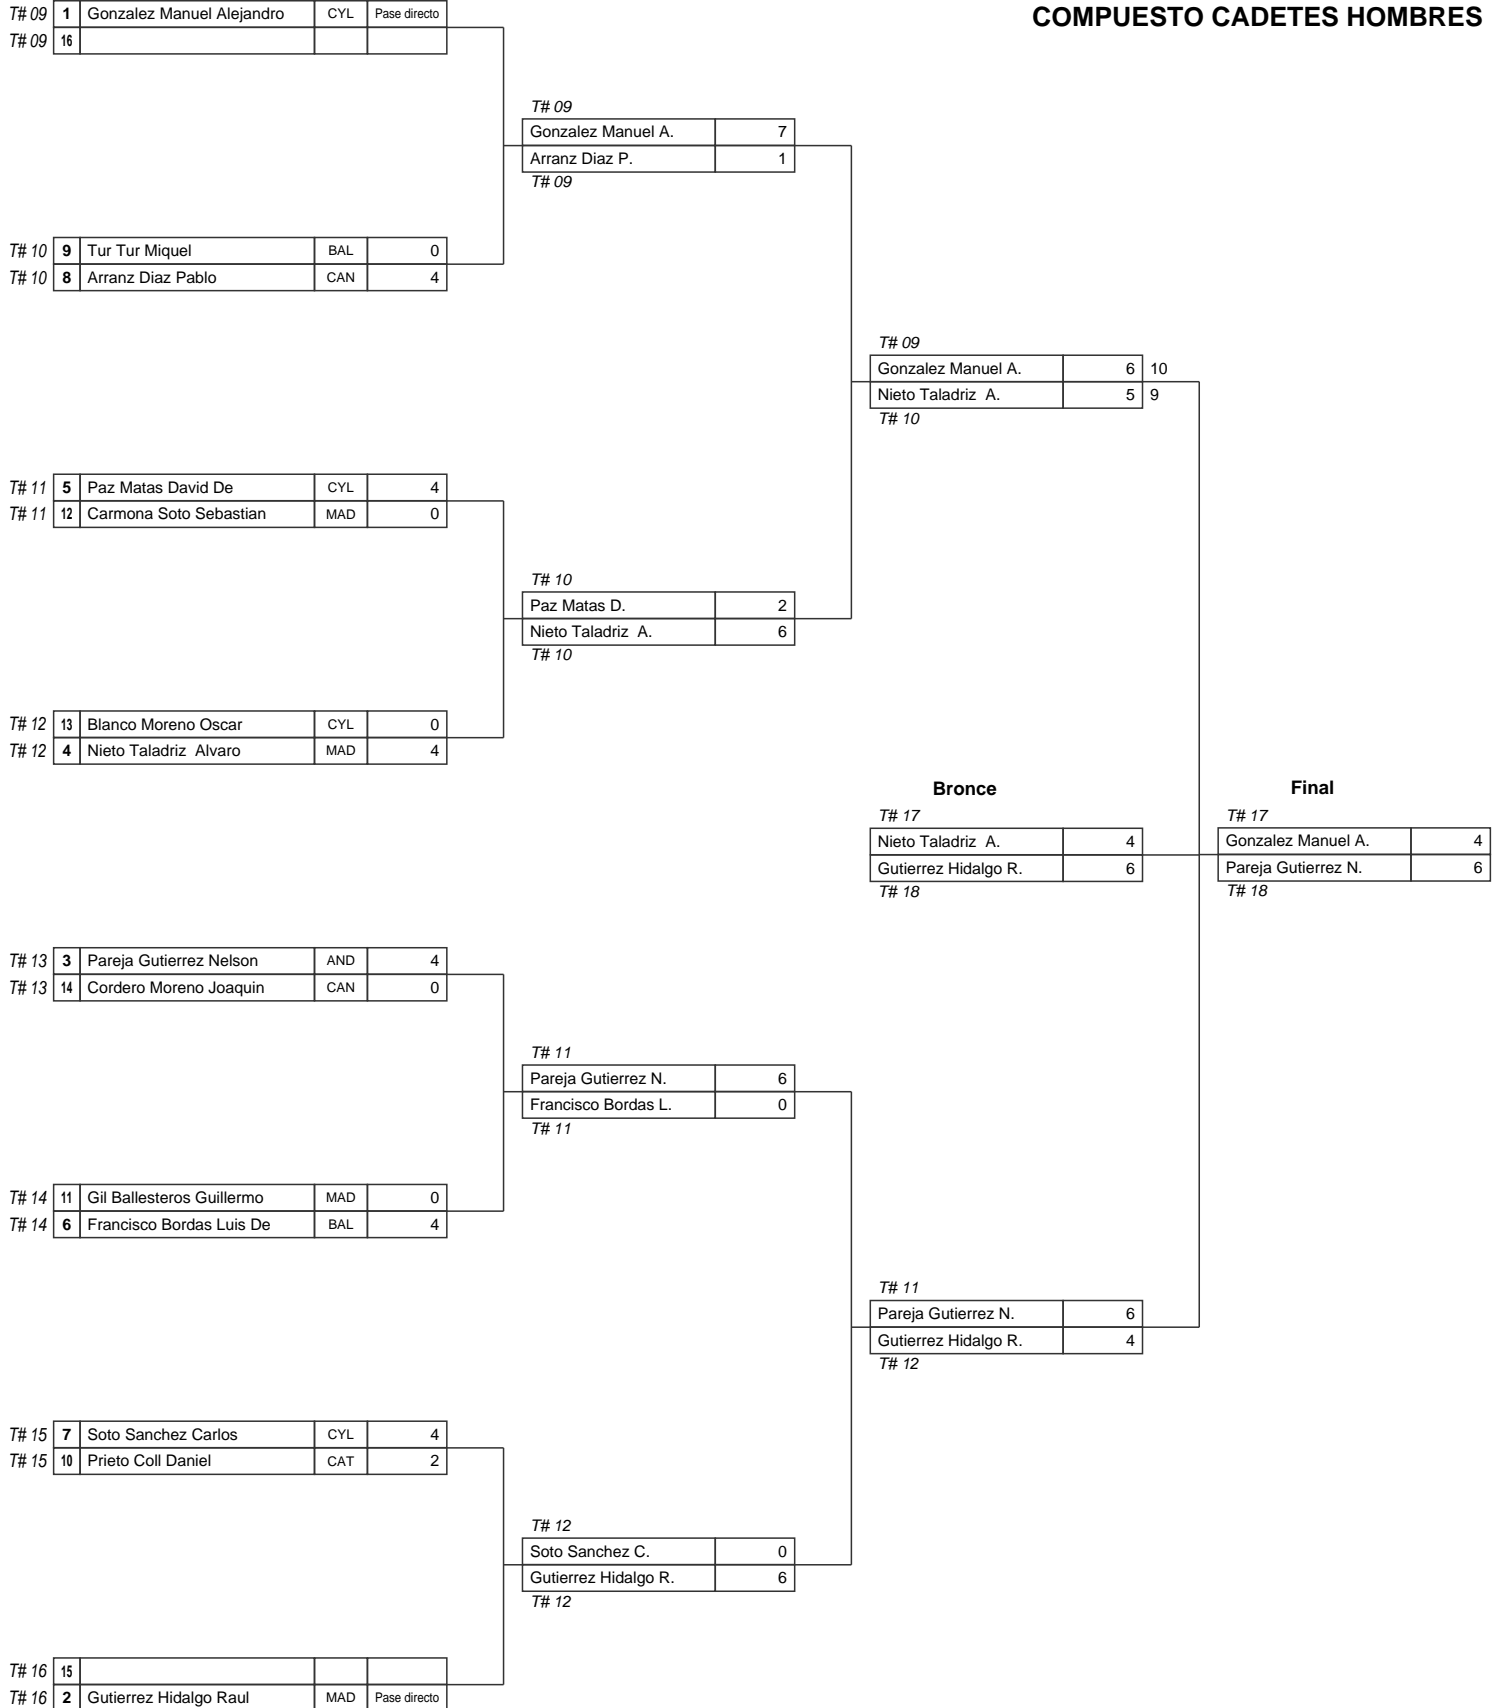 COMPUESTO CADETES HOMBRES
T# 09 1 Gonzalez Manuel Alejandro CYL Pase directo
T# 09 16
T# 09
Gonzalez Manuel A. 7
Arranz Diaz P. 1
T# 09
T# 10 9 Tur Tur Miquel BAL 0
T# 10 8 Arranz Diaz Pablo CAN 4
T# 09
Gonzalez Manuel A. 6 10
Nieto Taladriz A. 5 9
T# 10
T# 11 5 Paz Matas David De CYL 4
T# 11 12 Carmona Soto Sebastian MAD 0
T# 10
Paz Matas D. 2
Nieto Taladriz A. 6
T# 10
T# 12 13 Blanco Moreno Oscar CYL 0
T# 12 4 Nieto Taladriz Alvaro MAD 4
Bronce
T# 17
Nieto Taladriz A. 4
Gutierrez Hidalgo R. 6
T# 18
Final
T# 17
Gonzalez Manuel A. 4
Pareja Gutierrez N. 6
T# 18
T# 13 3 Pareja Gutierrez Nelson AND 4
T# 13 14 Cordero Moreno Joaquin CAN 0
T# 11
Pareja Gutierrez N. 6
Francisco Bordas L. 0
T# 11
T# 14 11 Gil Ballesteros Guillermo MAD 0
T# 14 6 Francisco Bordas Luis De BAL 4
T# 11
Pareja Gutierrez N. 6
Gutierrez Hidalgo R. 4
T# 12
T# 15 7 Soto Sanchez Carlos CYL 4
T# 15 10 Prieto Coll Daniel CAT 2
T# 12
Soto Sanchez C. 0
Gutierrez Hidalgo R. 6
T# 12
T# 16 15
T# 16 2 Gutierrez Hidalgo Raul MAD Pase directo